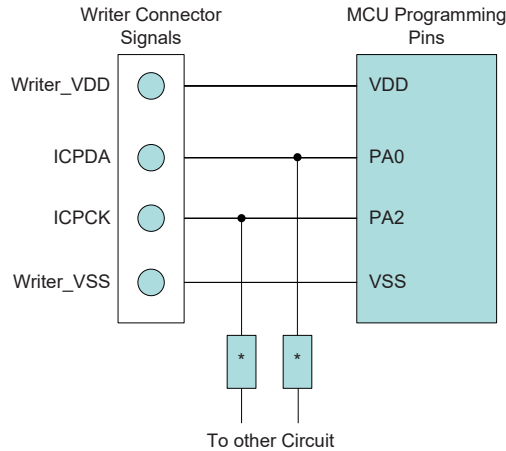 Writer Connector
Signals
MCU Programming
Pins
Writer_VDD
VDD
ICPDA
PA0
ICPCK
PA2
Writer_VSS
VSS
*
*
To other Circuit